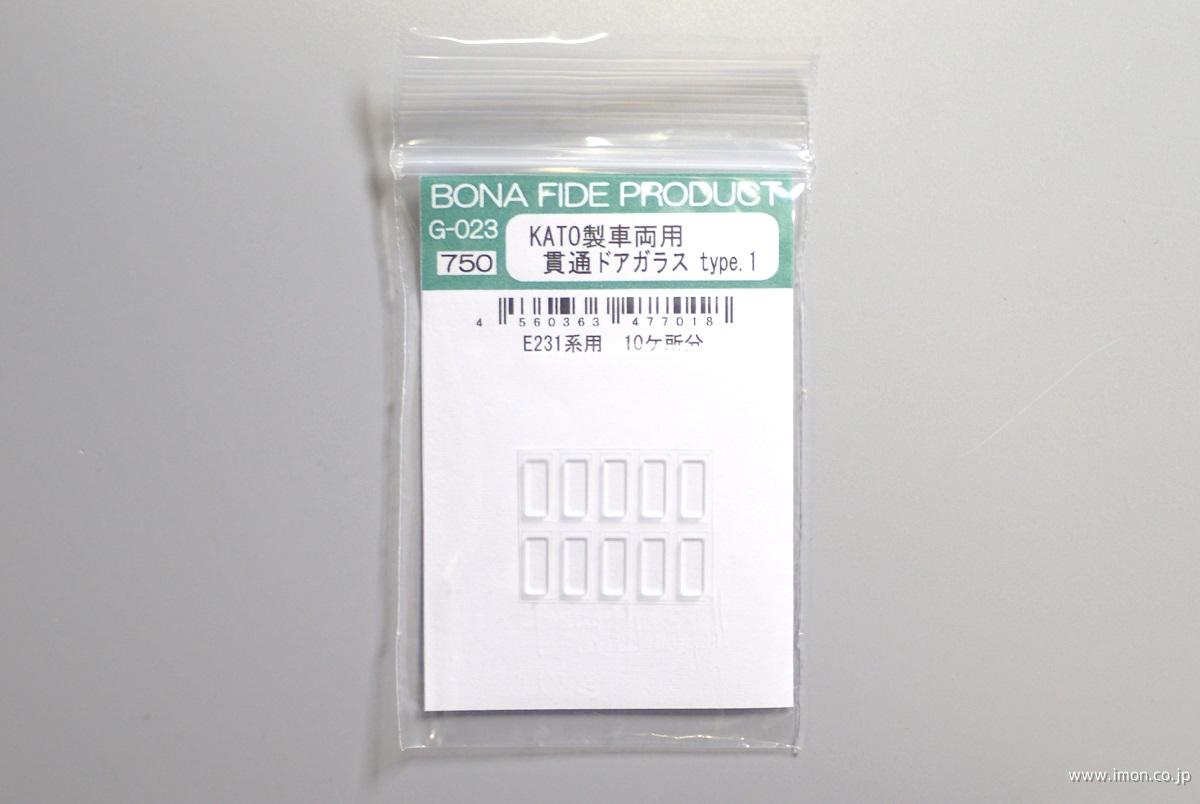 BONA FIDE PRODUCT
G-023
KATO製車両用
750
貫通ドアガラス type.1
4 560363 477018
E231系用 10ケ所分
www.imon.co.jp